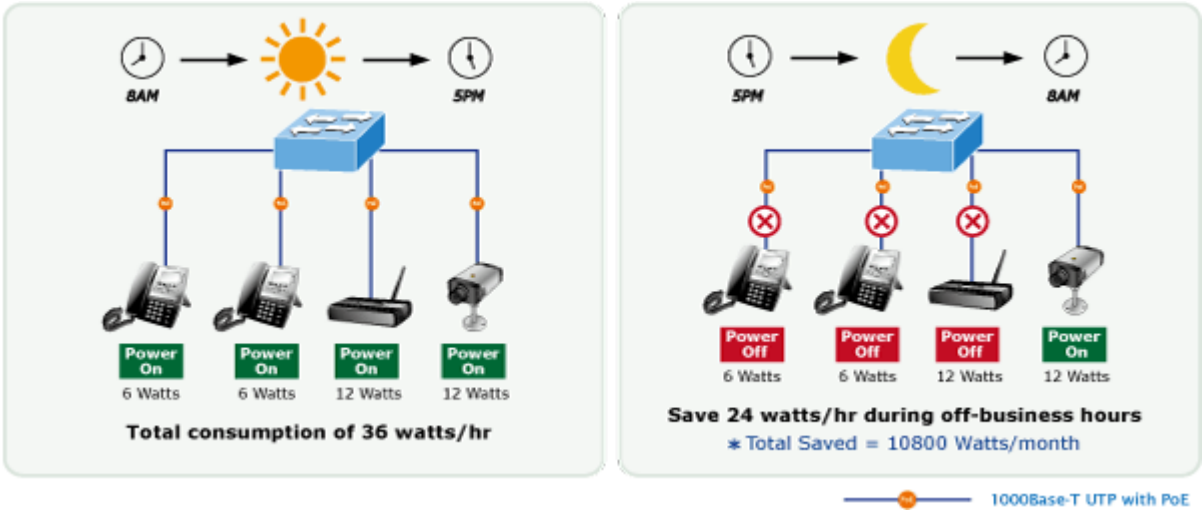 8AM
5PM
Power
On
6 Watts
Power
On
6 Watts
Power
On
12 Watts
Power
On
12 Watts
Total consumption of 36 watts/hr
5PM
8AM
Power
Off
6 Watts
Power
Off
6 Watts
Power
Off
12 Watts
Power
On
12 Watts
Save 24 watts/hr during off-business hours
* Total Saved = 10800 Watts/month
PoE
1000Base-T UTP with PoE